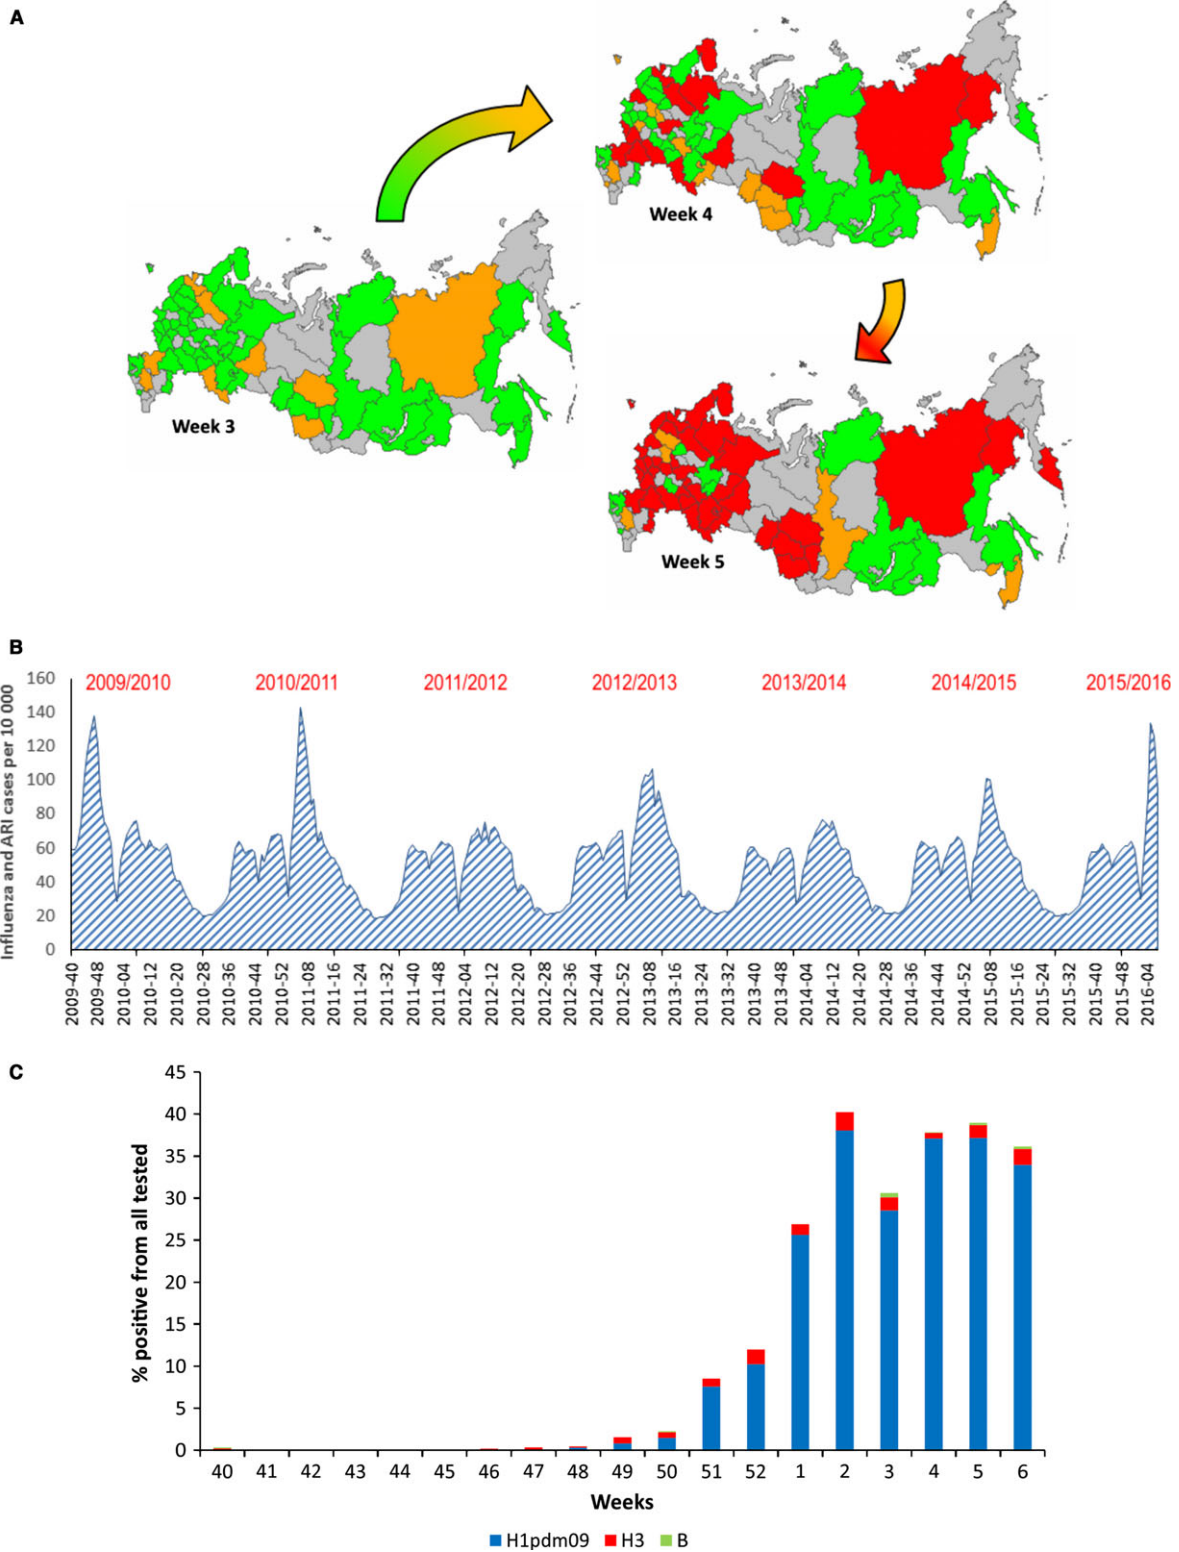 A
Week 4
Week 3
Week 5
B
Influenza and ARI cases per 10 000
160
140
120
100
80
60
40
20
0
2009/2010 2010/2011 2011/2012 2012/2013 2013/2014 2014/2015 2015/2016
2009-40 2009-48 2010-04 2010-12 2010-20 2010-28 2010-36 2010-44 2010-52 2011-08 2011-16 2011-24 2011-32 2011-40 2011-48 2012-04 2012-12 2012-20 2012-28 2012-36 2012-44 2012-52 2013-08 2013-16 2013-24 2013-32 2013-40 2013-48 2014-04 2014-12 2014-20 2014-28 2014-36 2014-44 2014-52 2015-08 2015-16 2015-24 2015-32 2015-40 2015-48 2016-04
C
% positive from all tested
45
40
35
30
25
20
15
10
5
0
40 41 42 43 44 45 46 47 48 49 50 51 52 1 2 3 4 5 6
Weeks
H1pdm09 H3 B